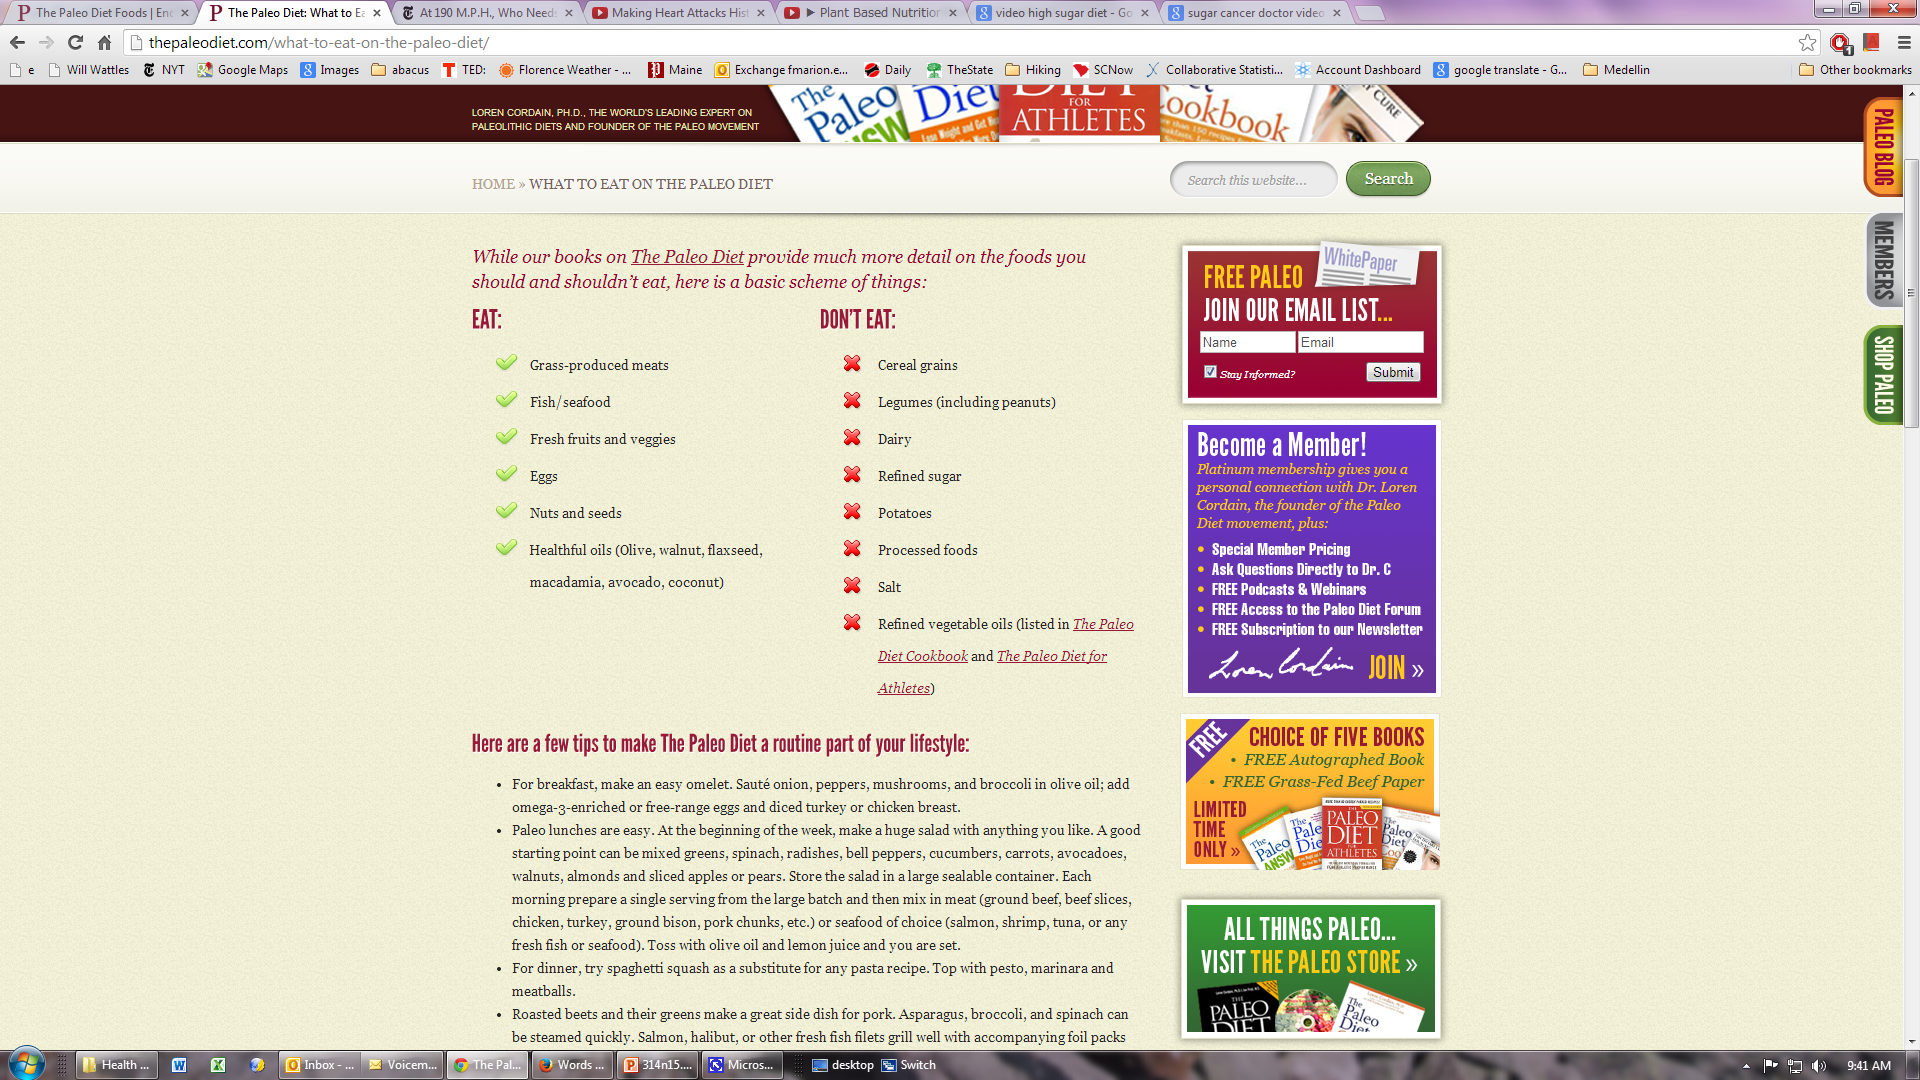 The Paleo Diet Foods | Enc
The Paleo Diet: What to Ea
At 190 M.P.H., Who Needs
Making Heart Attacks Hist
Plant Based Nutrition
video high sugar diet - Go
sugar cancer doctor video
thepaleodiet.com/what-to-eat-on-the-paleo-diet/
e Will Wattles NYT Google Maps Images abacus TED: Florence Weather - ... Maine Exchange fmarion.e... Daily TheState Hiking SCNow Collaborative Statisti... Account Dashboard google translate - G... Medellin Other bookmarks
LOREN CORDAIN, PH.D., THE WORLD'S LEADING EXPERT ON
PALEOLITHIC DIETS AND FOUNDER OF THE PALEO MOVEMENT
The Paleo
Diet
DIET FOR ATHLETES
Cookbook
CURE
PALEO BLOG
MEMBERS
SHOP PALEO
HOME » WHAT TO EAT ON THE PALEO DIET
Search this website...
Search
While our books on The Paleo Diet provide much more detail on the foods you
should and shouldn't eat, here is a basic scheme of things:
EAT:
Grass-produced meats
Fish/seafood
Fresh fruits and veggies
Eggs
Nuts and seeds
Healthful oils (Olive, walnut, flaxseed,
macadamia, avocado, coconut)
DON'T EAT:
Cereal grains
Legumes (including peanuts)
Dairy
Refined sugar
Potatoes
Processed foods
Salt
Refined vegetable oils (listed in The Paleo
Diet Cookbook and The Paleo Diet for
Athletes)
Here are a few tips to make The Paleo Diet a routine part of your lifestyle:
• For breakfast, make an easy omelet. Sauté onion, peppers, mushrooms, and broccoli in olive oil; add
omega-3-enriched or free-range eggs and diced turkey or chicken breast.
• Paleo lunches are easy. At the beginning of the week, make a huge salad with anything you like. A good
starting point can be mixed greens, spinach, radishes, bell peppers, cucumbers, carrots, avocadoes,
walnuts, almonds and sliced apples or pears. Store the salad in a large sealable container. Each
morning prepare a single serving from the large batch and then mix in meat (ground beef, beef slices,
chicken, turkey, ground bison, pork chunks, etc.) or seafood of choice (salmon, shrimp, tuna, or any
fresh fish or seafood). Toss with olive oil and lemon juice and you are set.
• For dinner, try spaghetti squash as a substitute for any pasta recipe. Top with pesto, marinara and
meatballs.
• Roasted beets and their greens make a great side dish for pork. Asparagus, broccoli, and spinach can
be steamed quickly. Salmon, halibut, or other fresh fish filets grill well with accompanying foil packs
FREE PALEO
WhitePaper
JOIN OUR EMAIL LIST...
Name Email
Stay Informed?
Submit
Become a Member!
Platinum membership gives you a
personal connection with Dr. Loren
Cordain, the founder of the Paleo
Diet movement, plus:
• Special Member Pricing
• Ask Questions Directly to Dr. C
• FREE Podcasts & Webinars
• FREE Access to the Paleo Diet Forum
• FREE Subscription to our Newsletter
Loren Cordain
JOIN »
FREE
CHOICE OF FIVE BOOKS
• FREE Autographed Book
• FREE Grass-Fed Beef Paper
LIMITED
TIME
ONLY »
PALEO
DIET
FOR
ATHLETES
ALL THINGS PALEO...
VISIT THE PALEO STORE »
THE
PALEO
DIET
Health ... Inbox - ... Voicem... The Pal... Words ... 314n15.... Micros... desktop Switch 9:41 AM